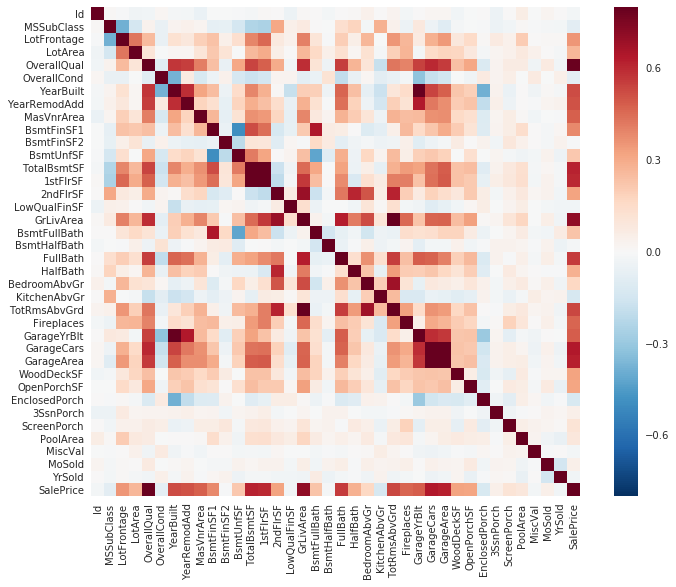 Id
MSSubClass
LotFrontage
LotArea
OverallQual
OverallCond
YearBuilt
YearRemodAdd
MasVnrArea
BsmtFinSF1
BsmtFinSF2
BsmtUnfSF
TotalBsmtSF
1stFlrSF
2ndFlrSF
LowQualFinSF
GrLivArea
BsmtFullBath
BsmtHalfBath
FullBath
HalfBath
BedroomAbvGr
KitchenAbvGr
TotRmsAbvGrd
Fireplaces
GarageYrBlt
GarageCars
GarageArea
WoodDeckSF
OpenPorchSF
EnclosedPorch
3SsnPorch
ScreenPorch
PoolArea
MiscVal
MoSold
YrSold
SalePrice
Id
MSSubClass
LotFrontage
LotArea
OverallQual
OverallCond
YearBuilt
YearRemodAdd
MasVnrArea
BsmtFinSF1
BsmtFinSF2
BsmtUnfSF
TotalBsmtSF
1stFlrSF
2ndFlrSF
LowQualFinSF
GrLivArea
BsmtFullBath
BsmtHalfBath
FullBath
HalfBath
BedroomAbvGr
KitchenAbvGr
TotRmsAbvGrd
Fireplaces
GarageYrBlt
GarageCars
GarageArea
WoodDeckSF
OpenPorchSF
EnclosedPorch
3SsnPorch
ScreenPorch
PoolArea
MiscVal
MoSold
YrSold
SalePrice
0.6
0.3
0.0
−0.3
−0.6